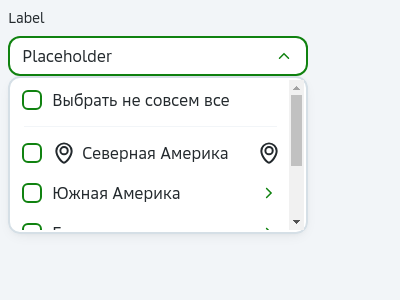 Label
Placeholder
Выбрать не совсем все
Северная Америка
Южная Америка